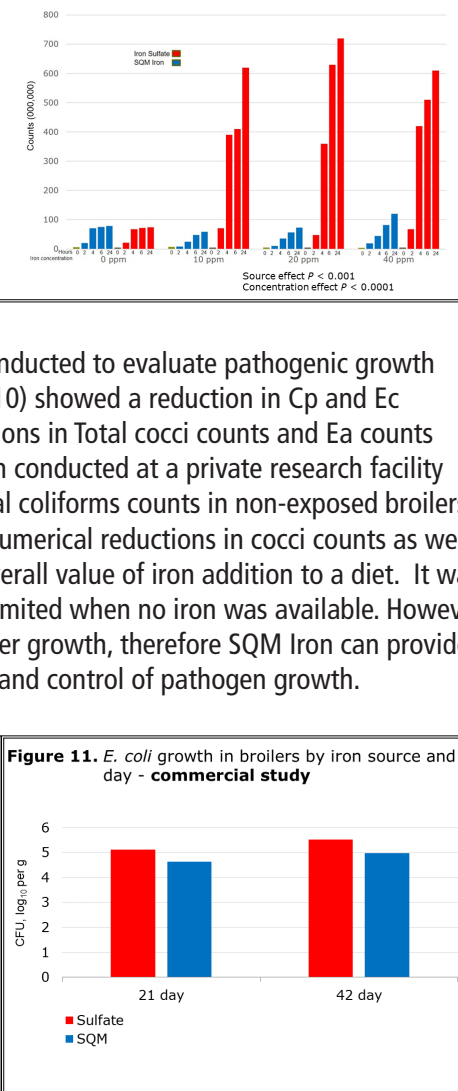 800
700
600
500
400
300
200
100
0
Counts (000,000)
Iron Sulfate
SQM Iron
Hours 0 2 4 6 24 0 2 4 6 24 0 2 4 6 24 0 2 4 6 24 0 2 4 6 24 0 2 4 6 24 0 2 4 6 24 0 2 4 6 24
Iron concentration 0 ppm 10 ppm 20 ppm 40 ppm
Source effect P < 0.001
Concentration effect P < 0.0001
nducted to evaluate pathogenic growth
10) showed a reduction in Cp and Ec
ions in Total cocci counts and Ea counts
n conducted at a private research facility
al coliforms counts in non-exposed broilers
umerical reductions in cocci counts as we
verall value of iron addition to a diet. It wa
imited when no iron was available. Howev
er growth, therefore SQM Iron can provide
and control of pathogen growth.
Figure 11. E. coli growth in broilers by iron source and
day - commercial study
6
5
4
3
2
1
0
CFU, log10 per g
21 day 42 day
Sulfate
SQM